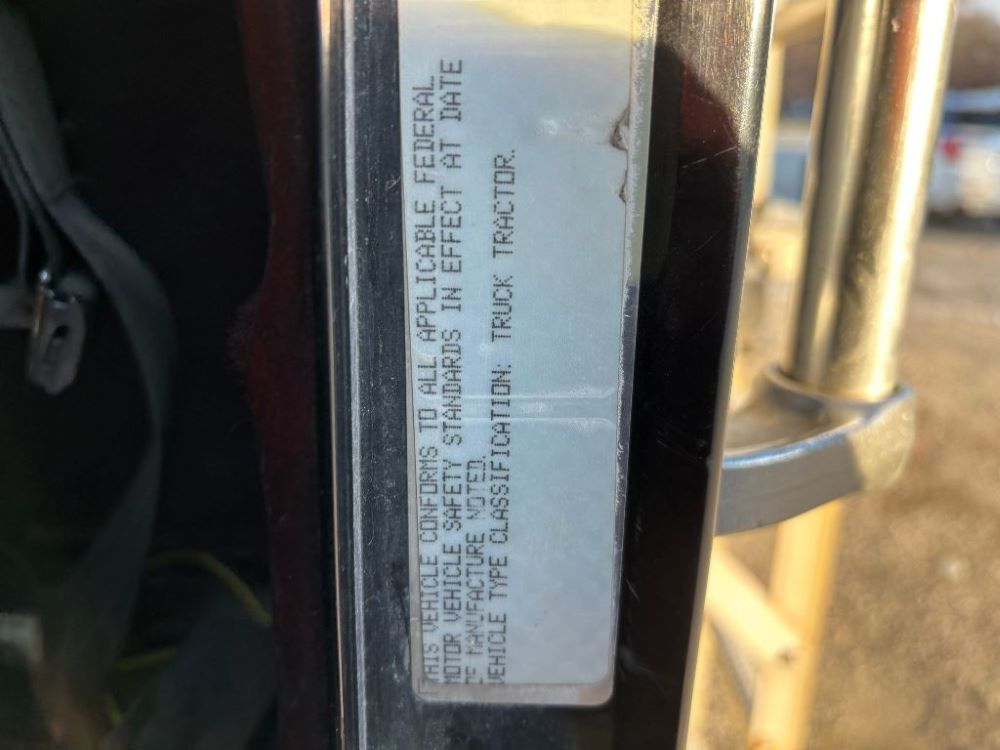 THIS VEHICLE CONFORMS TO ALL APPLICABLE FEDERAL
MOTOR VEHICLE SAFETY STANDARDS IN EFFECT AT DATE
OF MANUFACTURE NOTED.
VEHICLE TYPE CLASSIFICATION: TRUCK TRACTOR.